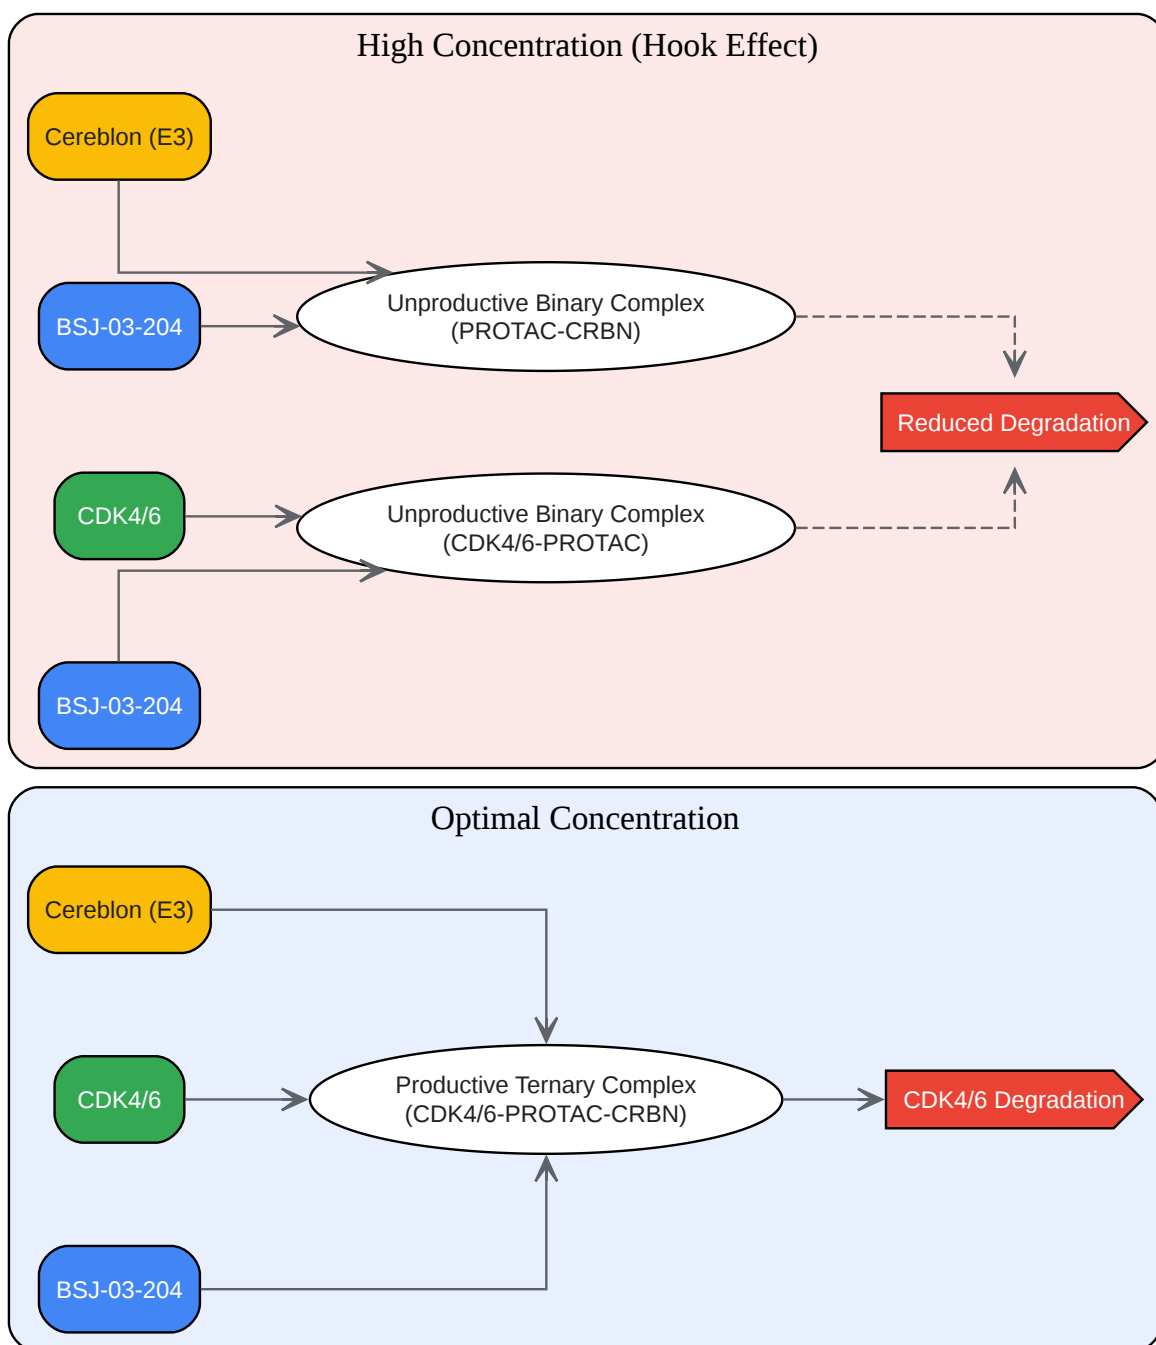 High Concentration (Hook Effect)
Cereblon (E3)
BSJ-03-204
Unproductive Binary Complex
(PROTAC-CRBN)
Reduced Degradation
CDK4/6
Unproductive Binary Complex
(CDK4/6-PROTAC)
BSJ-03-204
Optimal Concentration
Cereblon (E3)
CDK4/6
Productive Ternary Complex
(CDK4/6-PROTAC-CRBN)
CDK4/6 Degradation
BSJ-03-204